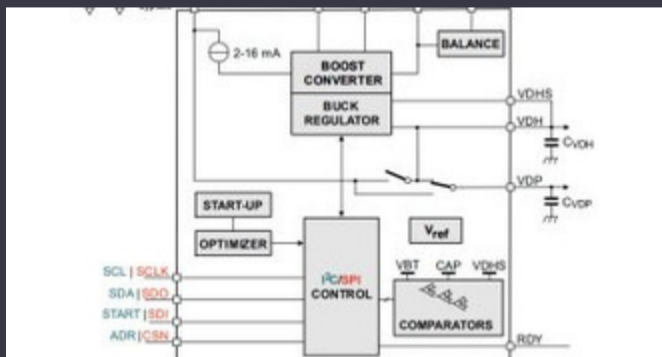 2-16 mA
BALANCE
BOOST
CONVERTER
BUCK
REGULATOR
VDHS
VDH
CVDH
VDP
CVDP
START-UP
OPTIMIZER
Vref
VBT CAP VDHS
SCL | SCLK
SDA | SDO
START | SDI
ADR | CSN
I²C/SPI
CONTROL
COMPARATORS
RDY